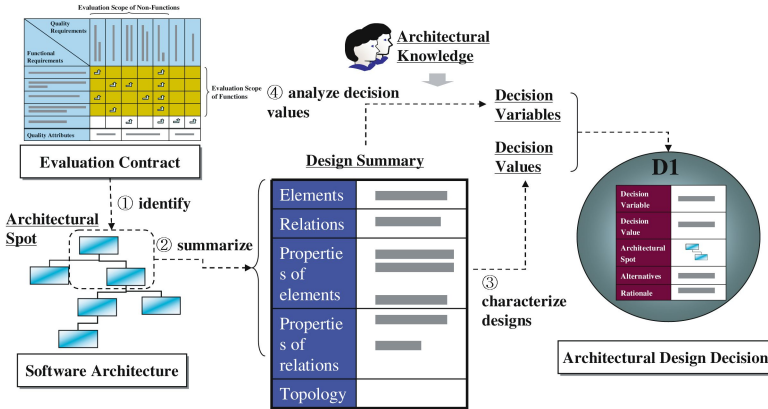 Evaluation Scope of Non-Functions
Quality
Requirements
Functional
Requirements
Evaluation Scope
of Functions
Quality Attributes
Evaluation Contract
① identify
Architectural
Spot
② summarize
Software Architecture
Architectural
Knowledge
④ analyze decision
values
Design Summary
Elements
Relations
Propertie
s of
elements
Propertie
s of
relations
Topology
Decision
Variables
Decision
Values
③
characterize
designs
D1
Decision
Variable
Decision
Value
Architectural
Spot
Alternatives
Rationale
Architectural Design Decision